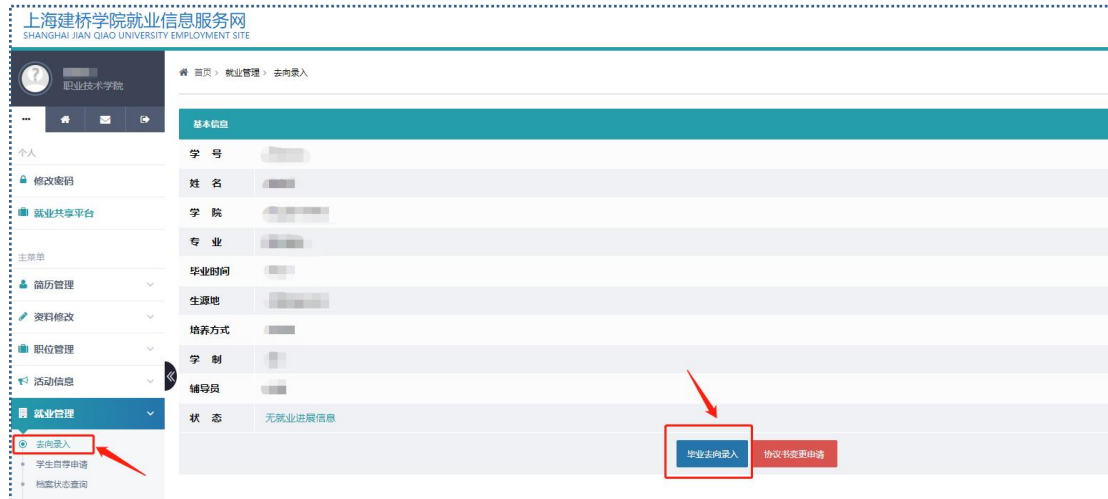 上海建桥学院就业信息服务网
SHANGHAI JIAN QIAO UNIVERSITY EMPLOYMENT SITE
职业技术学院
首页 > 就业管理 > 去向录入
个人
修改密码
就业共享平台
主菜单
简历管理
资料修改
职位管理
活动信息
就业管理
去向录入
学生自荐申请
档案状态查询
基本信息
学 号
姓 名
学 院
专 业
毕业时间
生源地
培养方式
学 制
辅导员
状 态 无就业进展信息
毕业去向录入 协议书变更申请